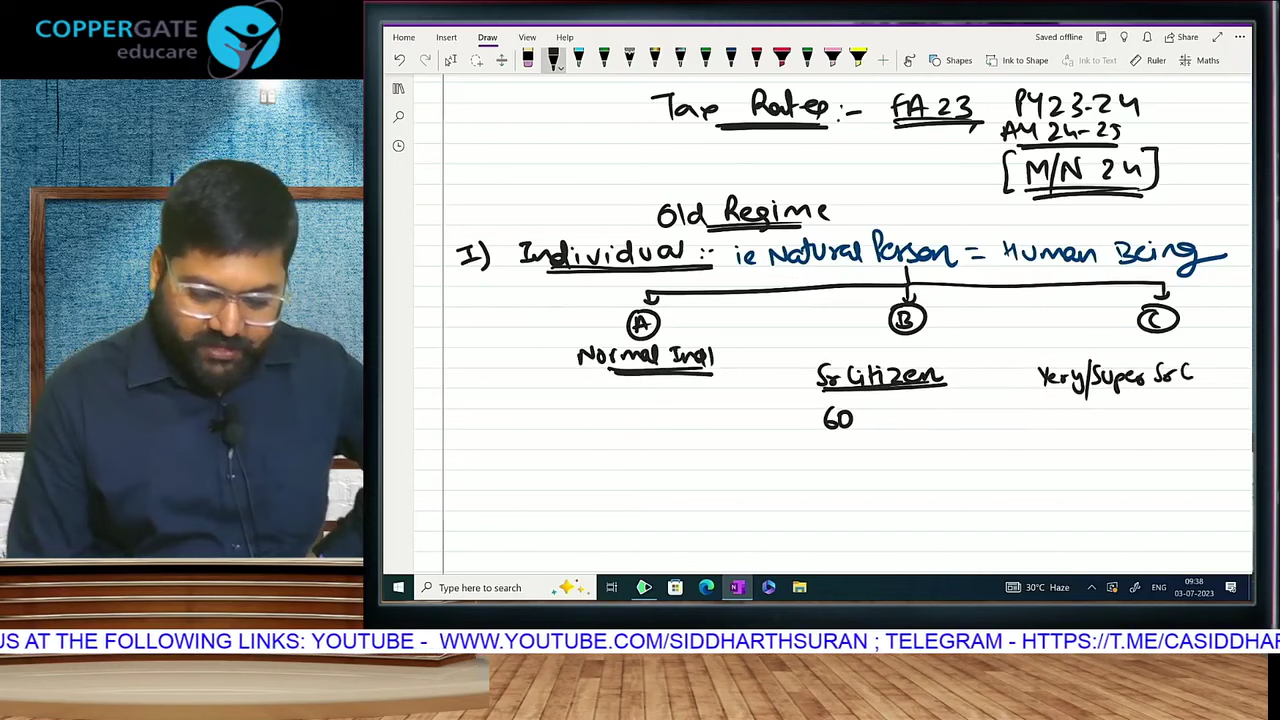 COPPERGATE
educare
Home Insert Draw View Help
Saved offline
Share
Shapes
Ink to Shape
Ink to Text
Ruler
Maths
Tax Rates :- FA 23 PY23-24
AY 24-25
[M/N 24]
Old Regime
I) Individual :- ie Natural Person = Human Being
A B C
Normal Indl
Sr Citizen
Very/Super Sr C
60
Type here to search
30°C Haze
ENG
09:38
03-07-2023
US AT THE FOLLOWING LINKS: YOUTUBE - WWW.YOUTUBE.COM/SIDDHARTHSURAN ; TELEGRAM - HTTPS://T.ME/CASIDDHAR